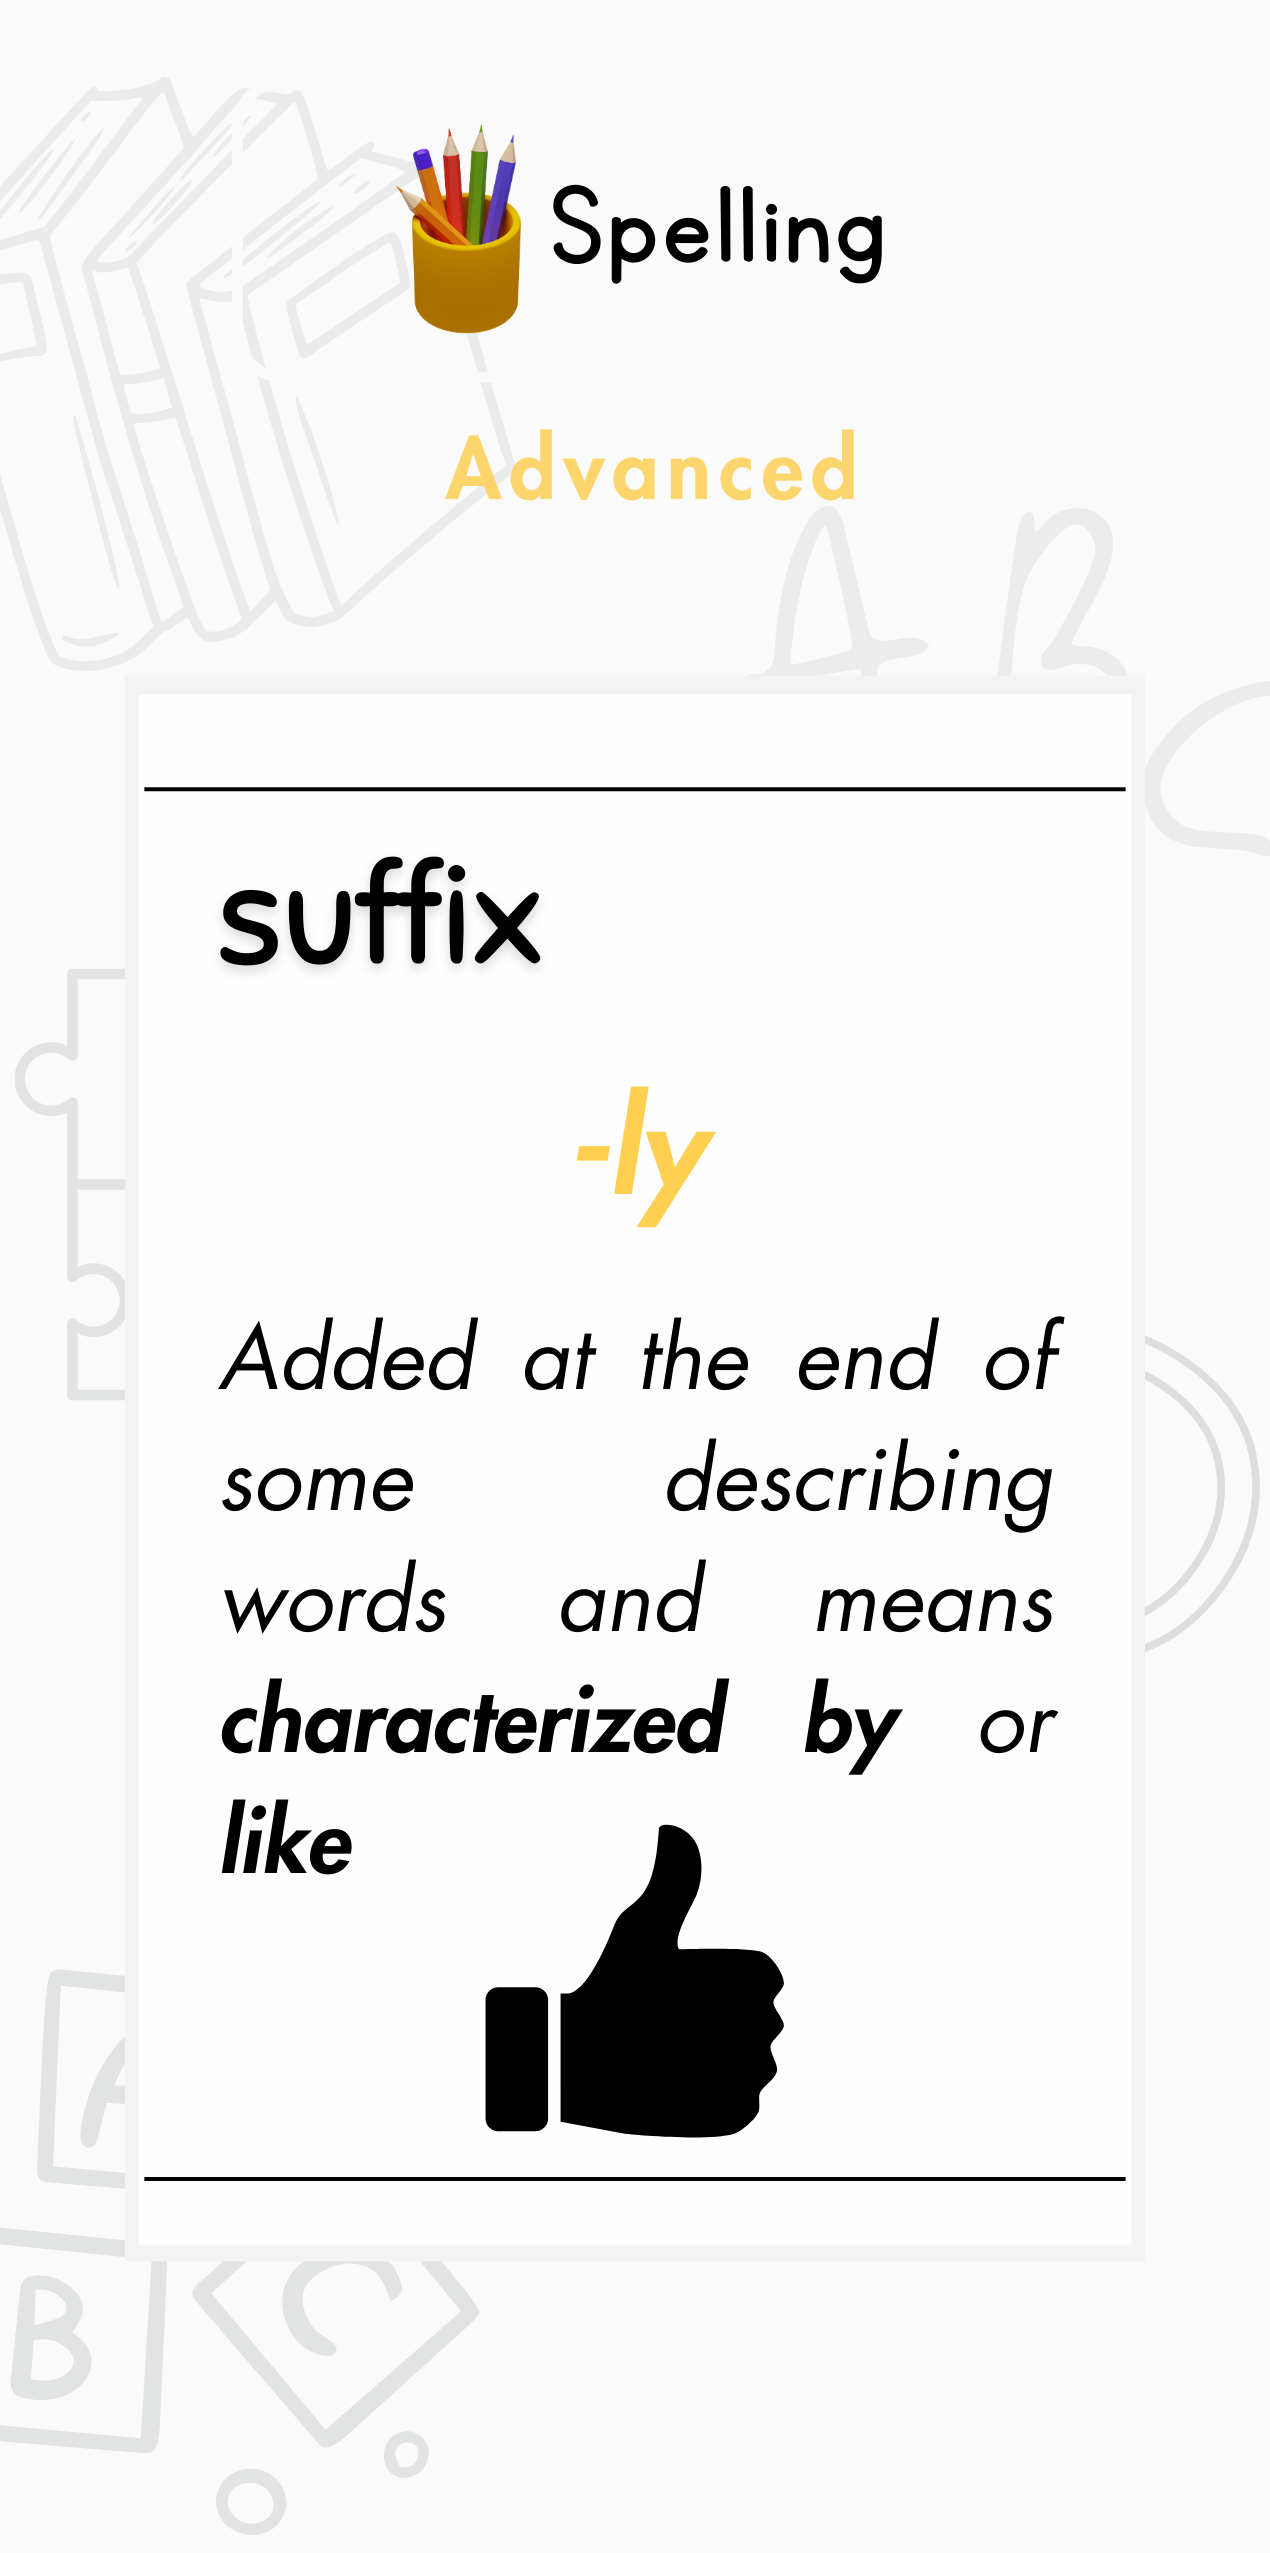 Spelling
Advanced
A B
suffix
-ly
Added at the end of
some describing
words and means
characterized by or
like
A
B
C